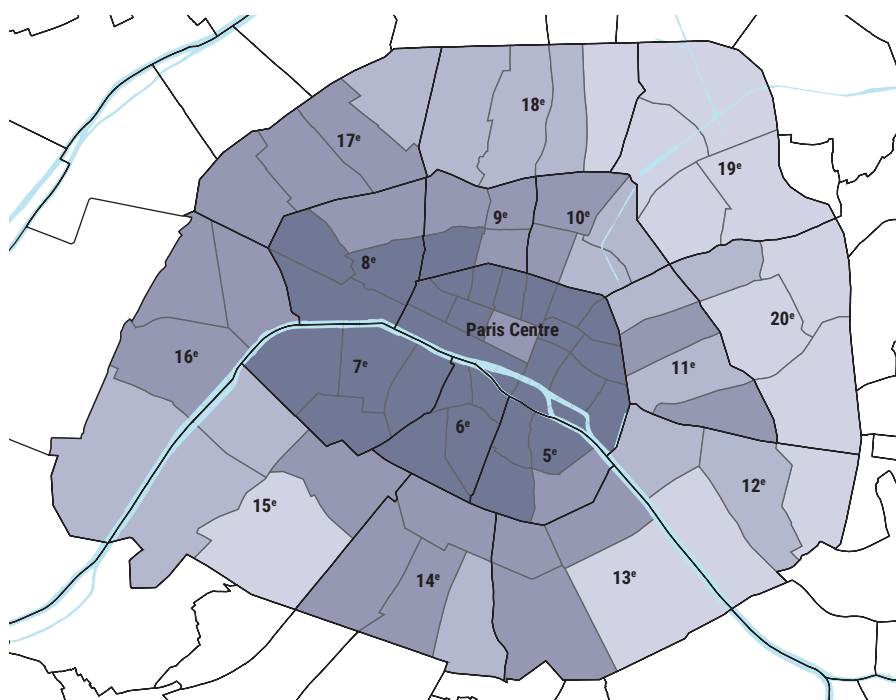 18ᵉ
17ᵉ
19ᵉ
9ᵉ
10ᵉ
8ᵉ
20ᵉ
Paris Centre
16ᵉ
7ᵉ
11ᵉ
6ᵉ
5ᵉ
12ᵉ
15ᵉ
14ᵉ
13ᵉ